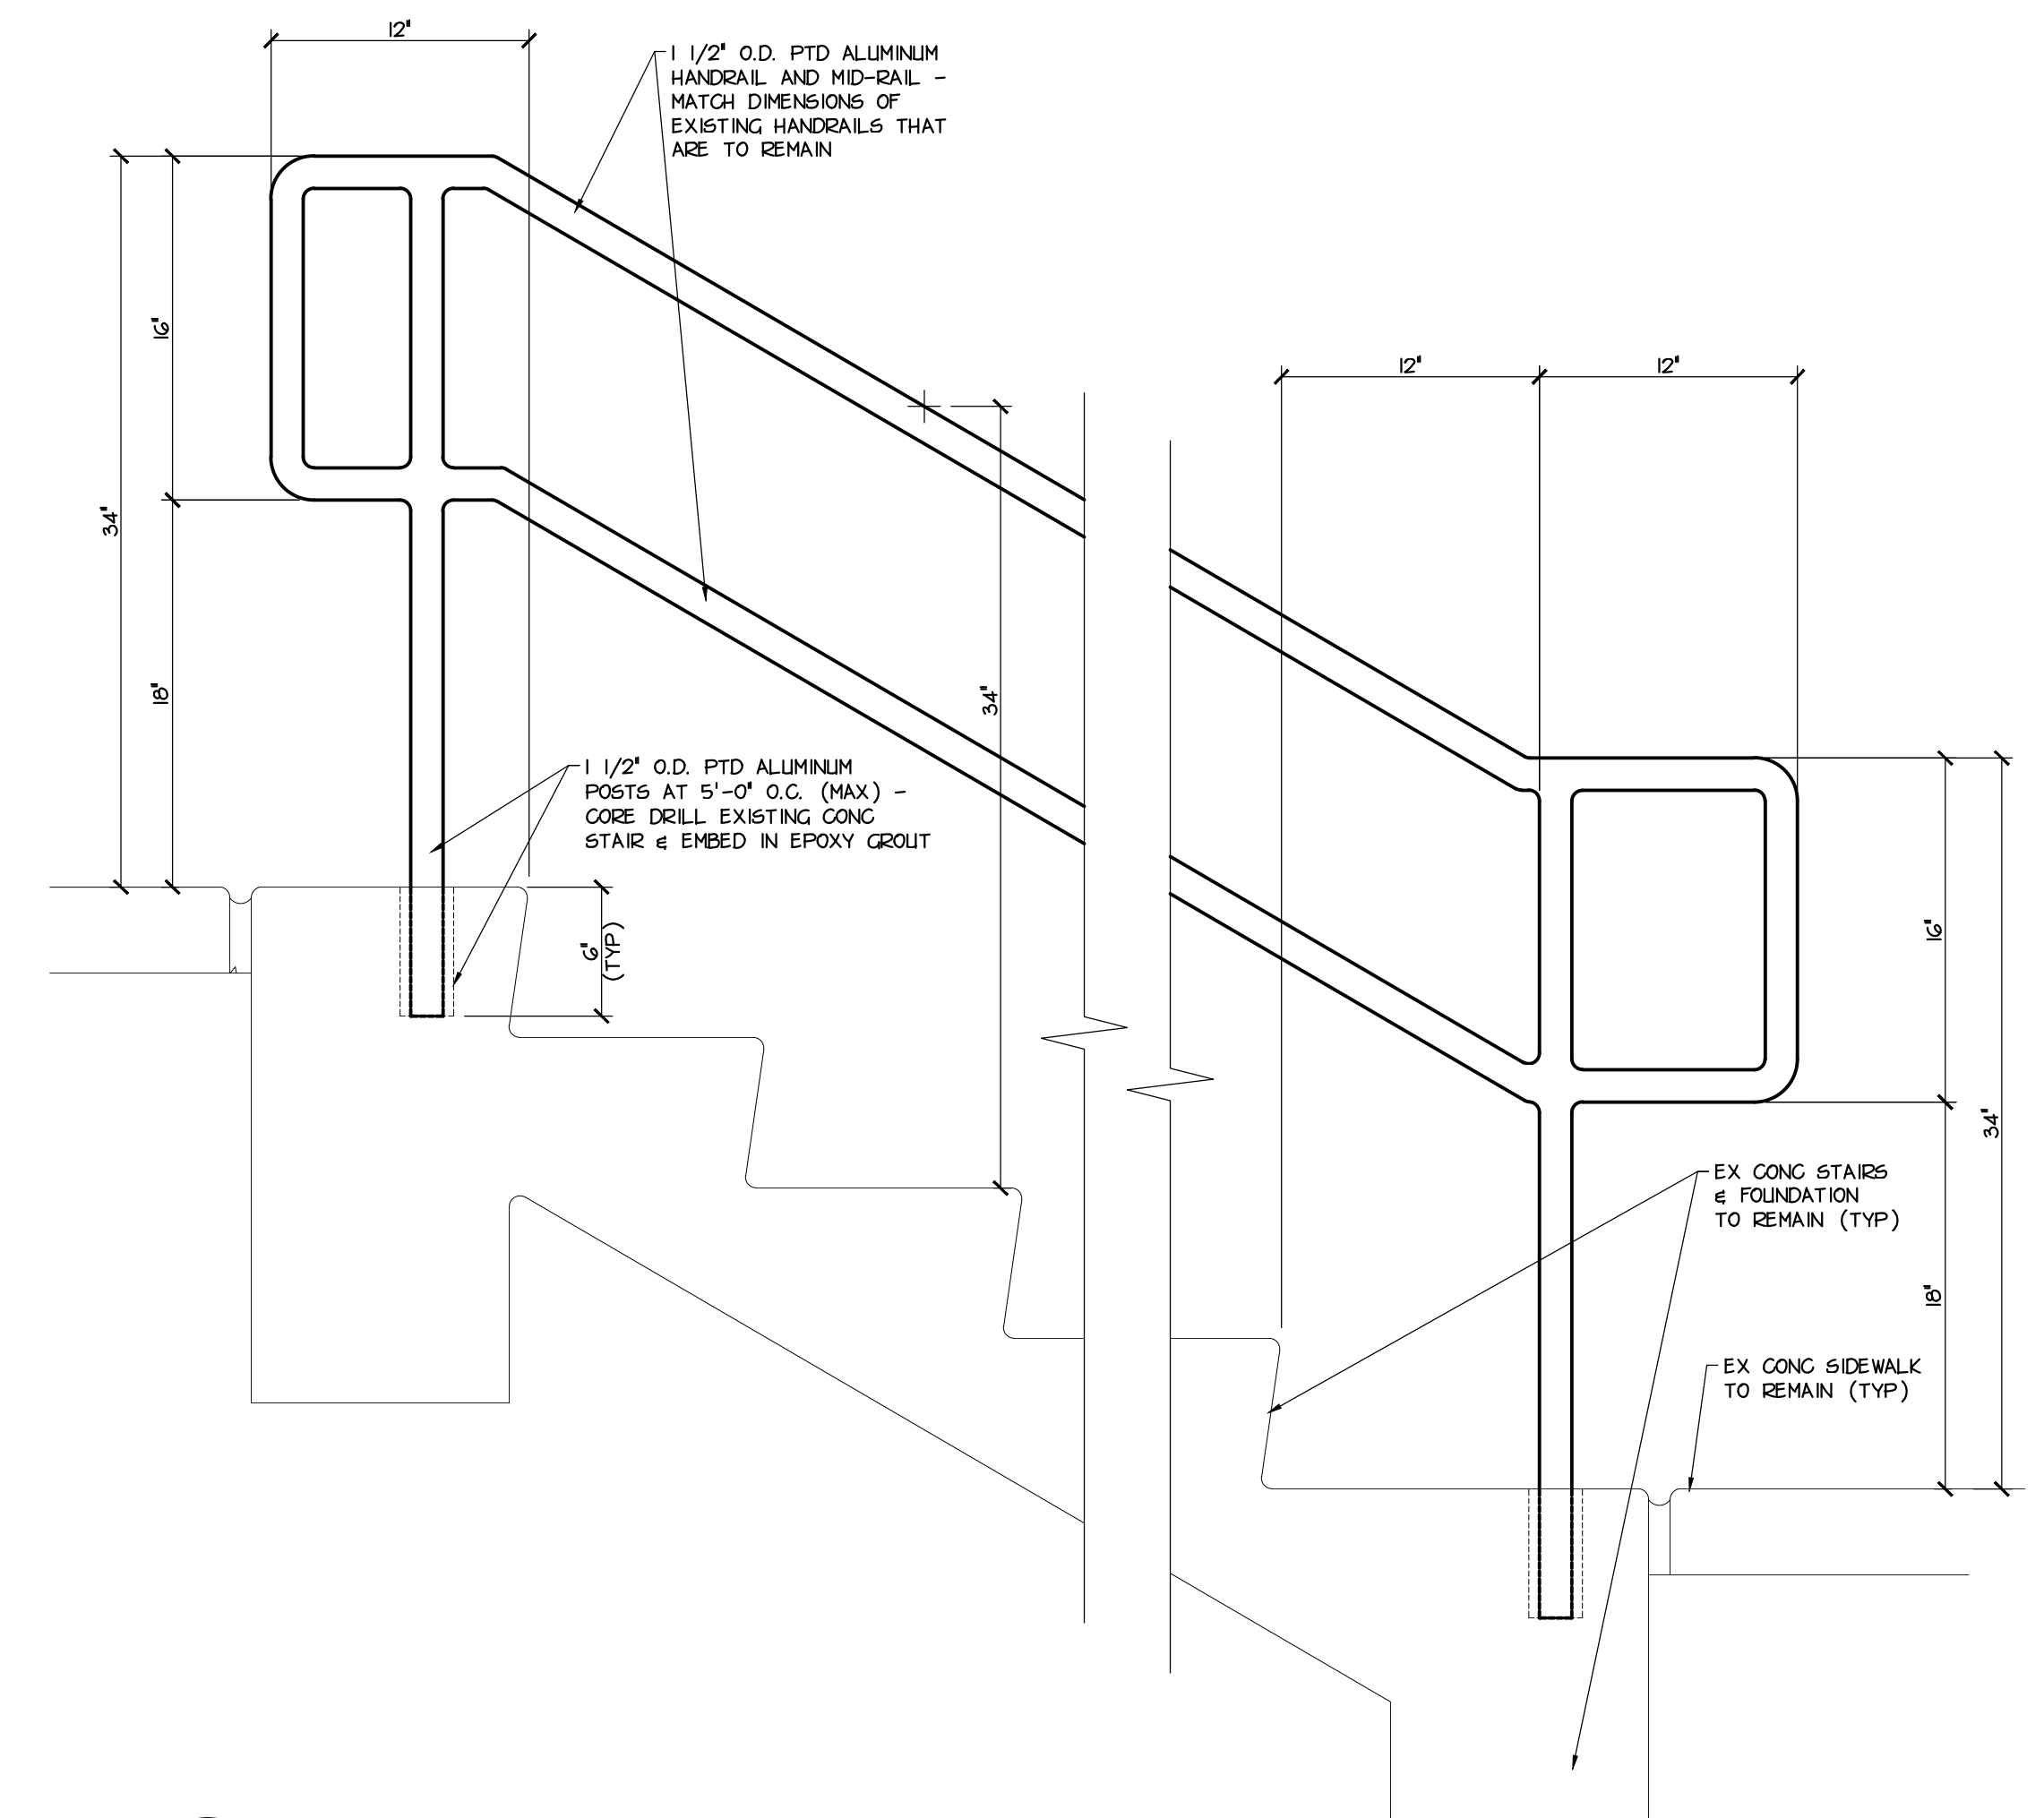 12"
1 1/2" O.D. PTD ALUMINUM
HANDRAIL AND MID-RAIL -
MATCH DIMENSIONS OF
EXISTING HANDRAILS THAT
ARE TO REMAIN
16"
34"
18"
12"
12"
34"
1 1/2" O.D. PTD ALUMINUM
POSTS AT 5'-0" O.C. (MAX) -
CORE DRILL EXISTING CONC
STAIR & EMBED IN EPOXY GROUT
6"
(TYP)
16"
34"
18"
EX CONC STAIRS
& FOUNDATION
TO REMAIN (TYP)
EX CONC SIDEWALK
TO REMAIN (TYP)